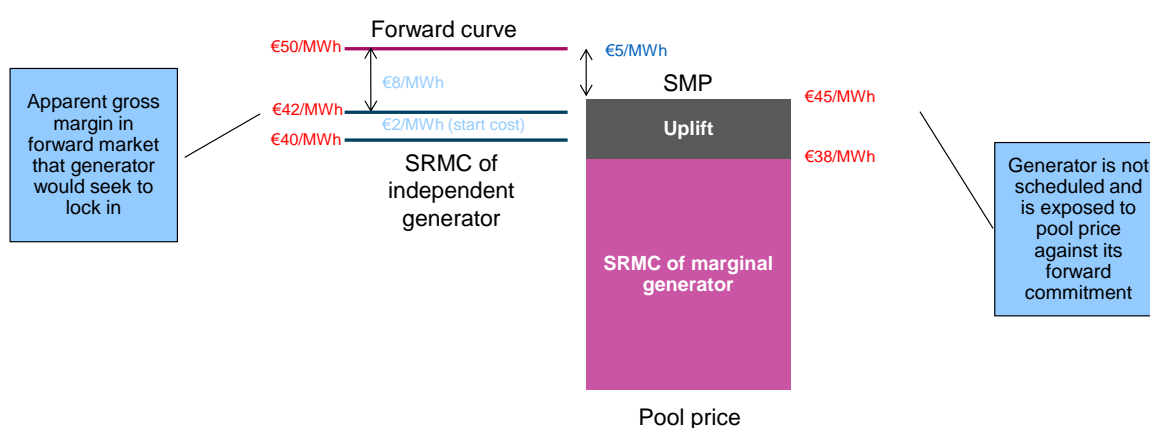 Forward curve
€50/MWh
€5/MWh
€8/MWh
SMP
€45/MWh
Apparent gross
margin in
forward market
that generator
would seek to
lock in
€42/MWh
€2/MWh (start cost)
€40/MWh
Uplift
€38/MWh
SRMC of
independent
generator
SRMC of marginal
generator
Generator is not
scheduled and
is exposed to
pool price
against its
forward
commitment
Pool price